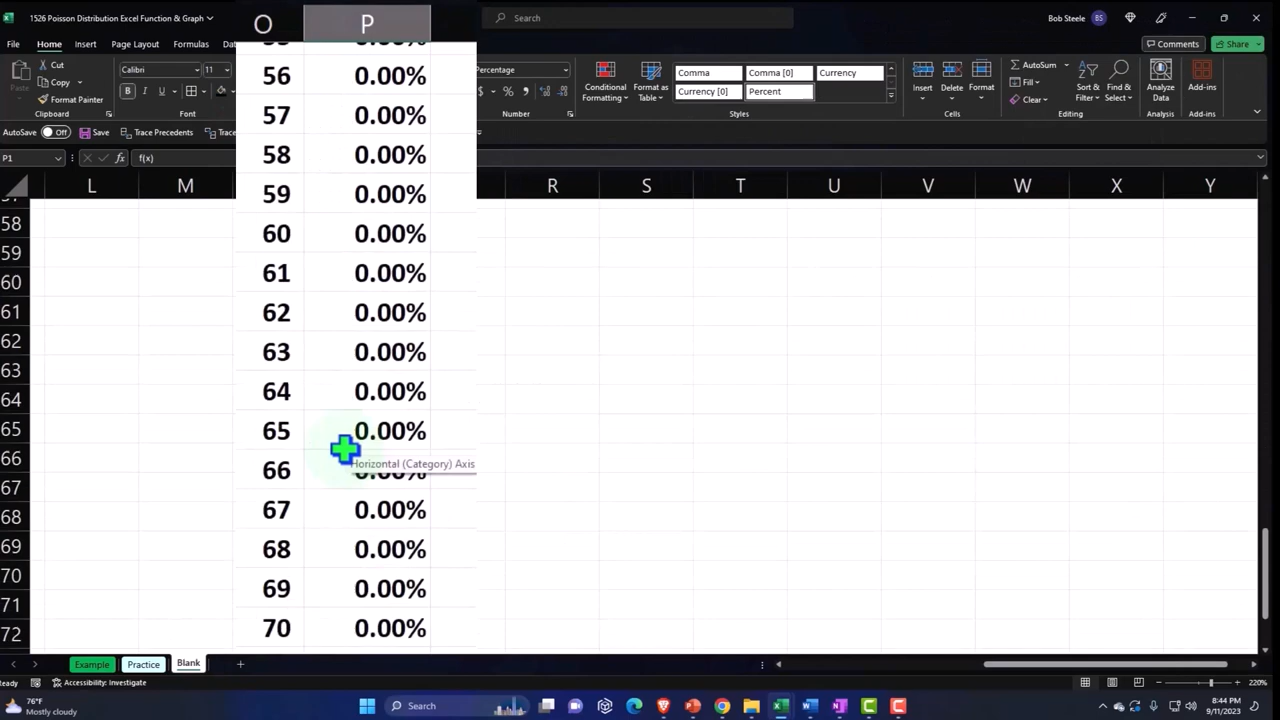 1526 Poisson Distribution Excel Function & Graph
Search
Bob Steele BS
File Home Insert Page Layout Formulas
Comments Share
Paste Cut Copy Format Painter
Clipboard
Calibri 11
B I U
Font
Percentage
$ % ,
Number
Conditional Formatting Format as Table
Comma Comma [0] Currency
Currency [0] Percent
Styles
Insert Delete Format
Cells
AutoSum Fill Clear
Sort & Filter Find & Select
Editing
Analyze Data
Analysis
Add-ins
Add-ins
AutoSave Off Save Trace Precedents
P1 fx f(x)
L M O P R S T U V W X Y
56 0.00%
57 0.00%
58 0.00%
59 0.00%
60 0.00%
61 0.00%
62 0.00%
63 0.00%
64 0.00%
65 0.00%
66 0.00%
67 0.00%
68 0.00%
69 0.00%
70 0.00%
Horizontal (Category) Axis
58
59
60
61
62
63
64
65
66
67
68
69
70
71
72
Example Practice Blank
Accessibility: Investigate
220%
76°F
Mostly cloudy
Search
8:44 PM
9/11/2023